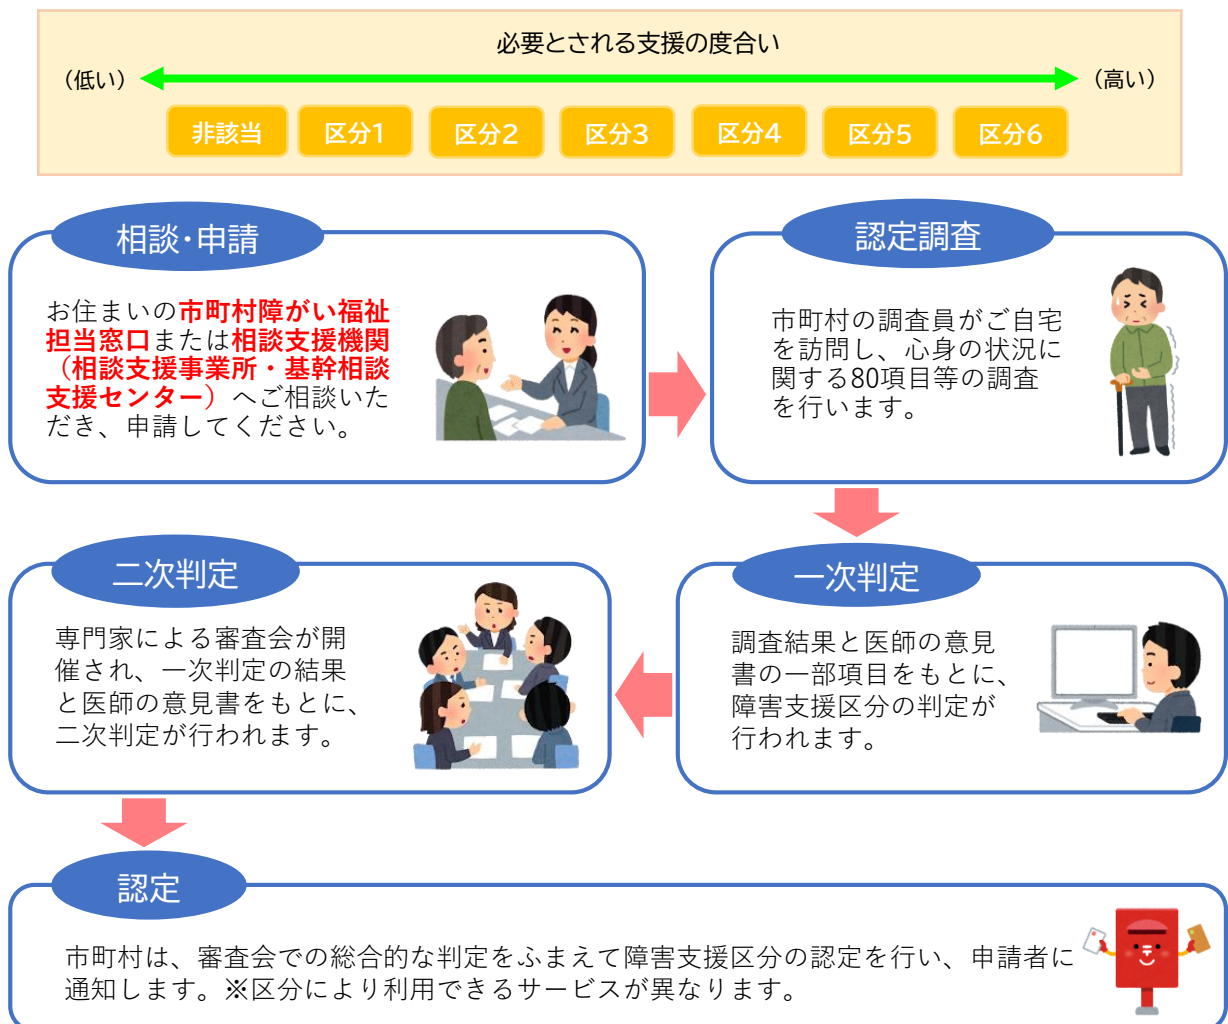 必要とされる支援の度合い
（低い）
（高い）
非該当
区分1
区分2
区分3
区分4
区分5
区分6
相談・申請
お住まいの市町村障がい福祉
担当窓口または相談支援機関
（相談支援事業所・基幹相談
支援センター）へご相談いた
だき、申請してください。
認定調査
市町村の調査員がご自宅
を訪問し、心身の状況に
関する80項目等の調査
を行います。
一次判定
調査結果と医師の意見
書の一部項目をもとに、
障害支援区分の判定が
行われます。
二次判定
専門家による審査会が開
催され、一次判定の結果
と医師の意見書をもとに、
二次判定が行われます。
認定
市町村は、審査会での総合的な判定をふまえて障害支援区分の認定を行い、申請者に
通知します。※区分により利用できるサービスが異なります。